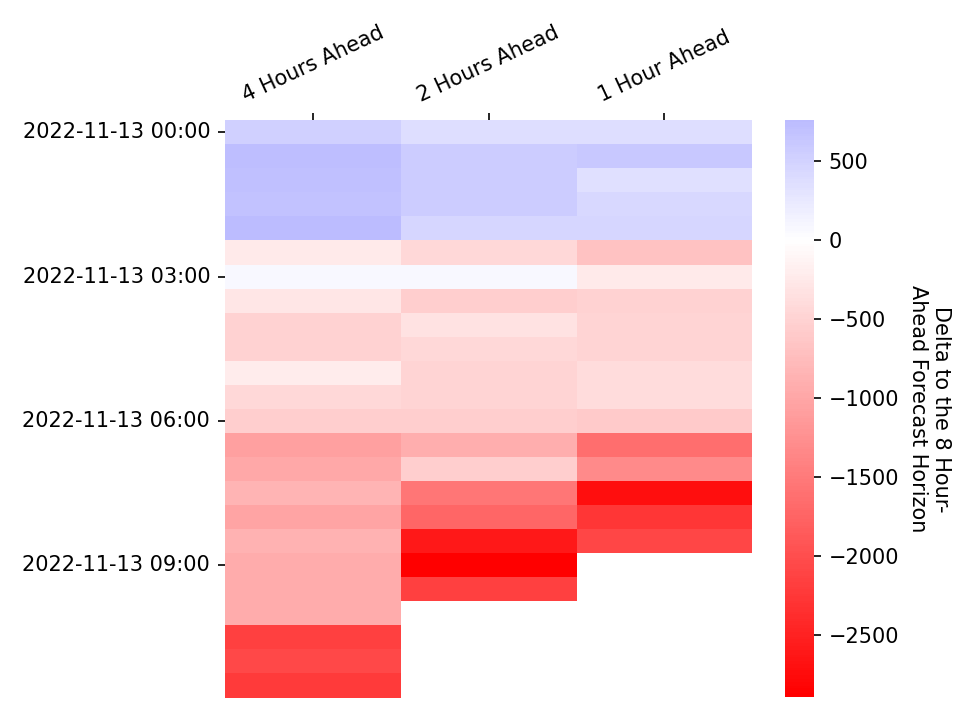 4 Hours Ahead
2 Hours Ahead
1 Hour Ahead
2022-11-13 00:00
2022-11-13 03:00
2022-11-13 06:00
2022-11-13 09:00
500
0
−500
−1000
−1500
−2000
−2500
Delta to the 8 Hour-
Ahead Forecast Horizon